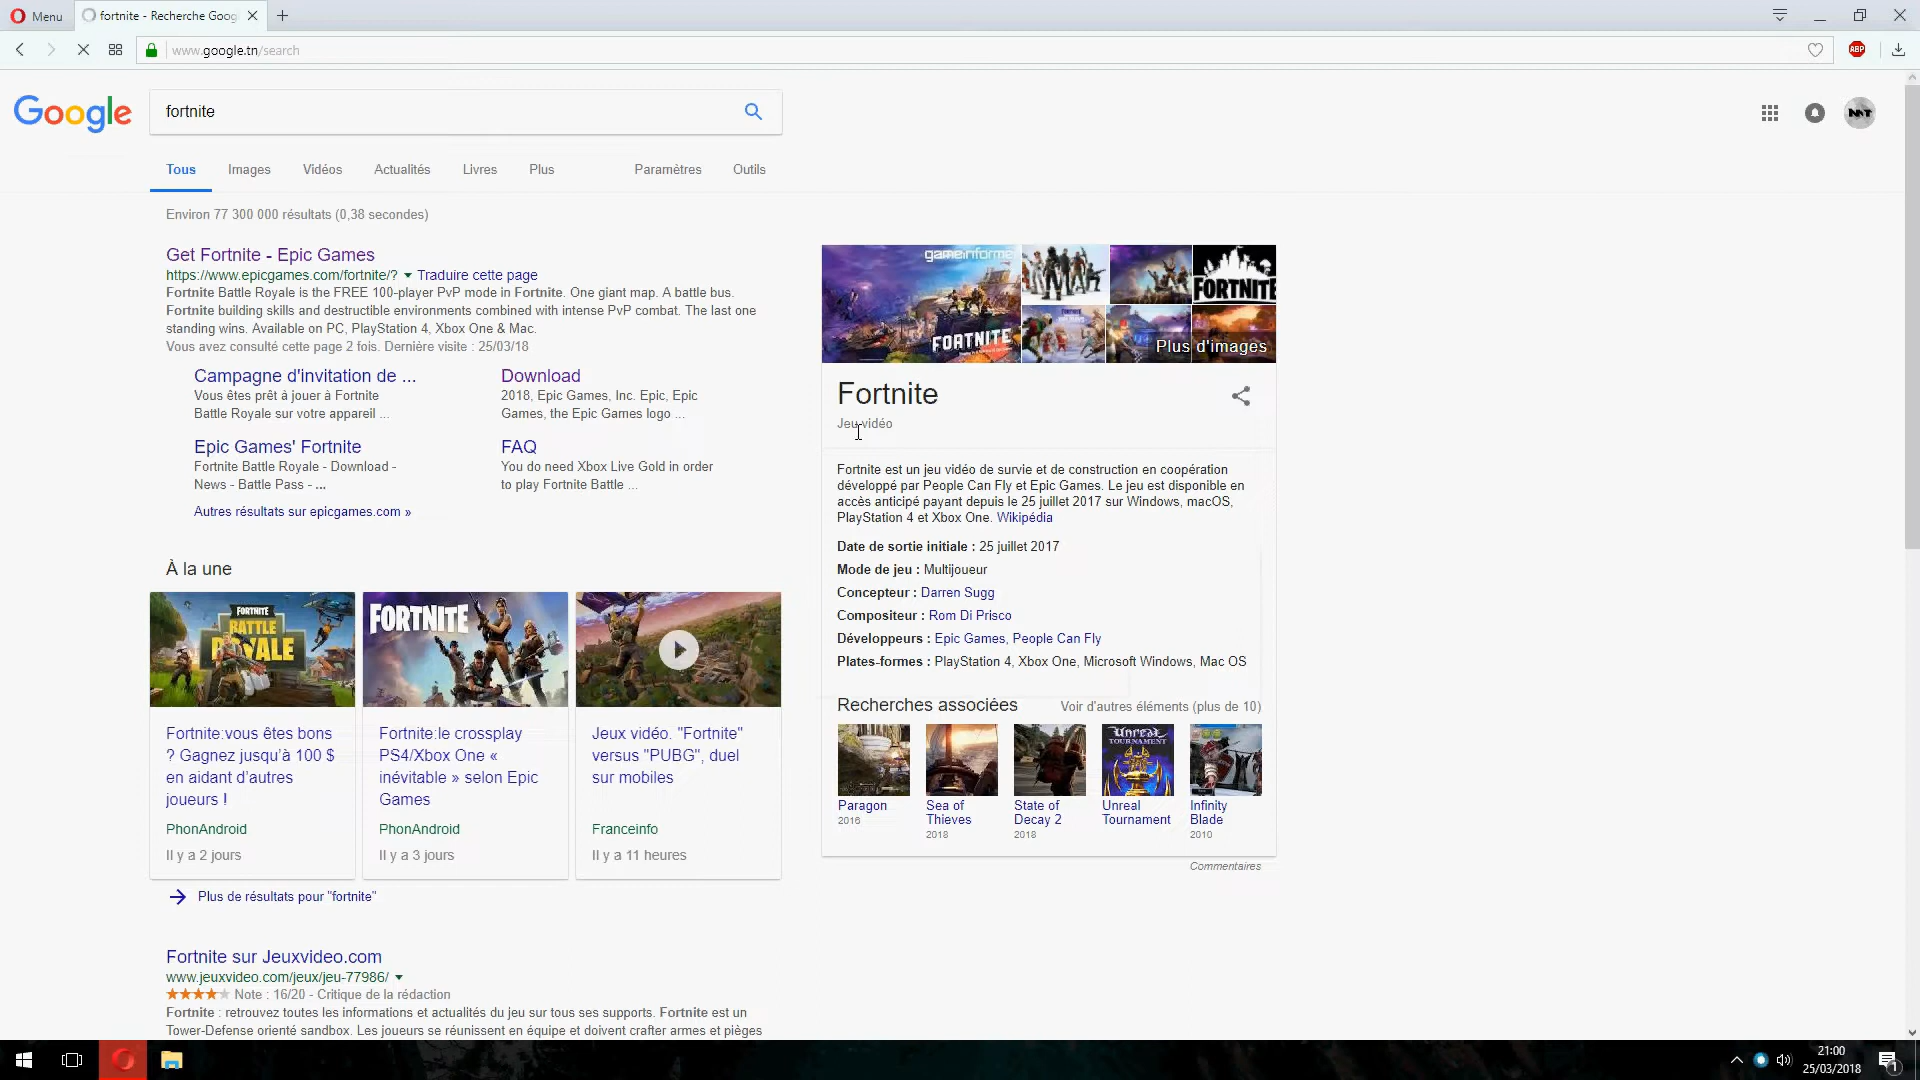 Menu
fortnite - Recherche Goog
www.google.tn/search
ABP
Google
fortnite
Tous
Images
Vidéos
Actualités
Livres
Plus
Paramètres
Outils
Environ 77 300 000 résultats (0,38 secondes)
Get Fortnite - Epic Games
https://www.epicgames.com/fortnite/? Traduire cette page
Fortnite Battle Royale is the FREE 100-player PvP mode in Fortnite. One giant map. A battle bus.
Fortnite building skills and destructible environments combined with intense PvP combat. The last one
standing wins. Available on PC, PlayStation 4, Xbox One & Mac.
Vous avez consulté cette page 2 fois. Dernière visite : 25/03/18
Campagne d'invitation de ...
Vous êtes prêt à jouer à Fortnite
Battle Royale sur votre appareil ...
Download
2018, Epic Games, Inc. Epic, Epic
Games, the Epic Games logo ...
Epic Games' Fortnite
Fortnite Battle Royale - Download -
News - Battle Pass - ...
FAQ
You do need Xbox Live Gold in order
to play Fortnite Battle ...
Autres résultats sur epicgames.com »
À la une
FORTNITE
BATTLE
ROYALE
Fortnite:vous êtes bons
? Gagnez jusqu'à 100 $
en aidant d'autres
joueurs !
PhonAndroid
Il y a 2 jours
FORTNITE
Fortnite:le crossplay
PS4/Xbox One «
inévitable » selon Epic
Games
PhonAndroid
Il y a 3 jours
Jeux vidéo. "Fortnite"
versus "PUBG", duel
sur mobiles
Franceinfo
Il y a 11 heures
Plus de résultats pour "fortnite"
Fortnite sur Jeuxvideo.com
www.jeuxvideo.com/jeux/jeu-77986/
Note : 16/20 - Critique de la rédaction
Fortnite : retrouvez toutes les informations et actualités du jeu sur tous ses supports. Fortnite est un
Tower-Defense orienté sandbox. Les joueurs se réunissent en équipe et doivent crafter armes et pièges
gameinformer
FORTNITE
FORTNITE
Plus d'images
Fortnite
Jeu vidéo
Fortnite est un jeu vidéo de survie et de construction en coopération
développé par People Can Fly et Epic Games. Le jeu est disponible en
accès anticipé payant depuis le 25 juillet 2017 sur Windows, macOS,
PlayStation 4 et Xbox One. Wikipédia
Date de sortie initiale : 25 juillet 2017
Mode de jeu : Multijoueur
Concepteur : Darren Sugg
Compositeur : Rom Di Prisco
Développeurs : Epic Games, People Can Fly
Plates-formes : PlayStation 4, Xbox One, Microsoft Windows, Mac OS
Recherches associées
Voir d'autres éléments (plus de 10)
Unreal
TOURNAMENT
Paragon
2016
Sea of
Thieves
2018
State of
Decay 2
2018
Unreal
Tournament
Infinity
Blade
2010
Commentaires
21:00
25/03/2018
1